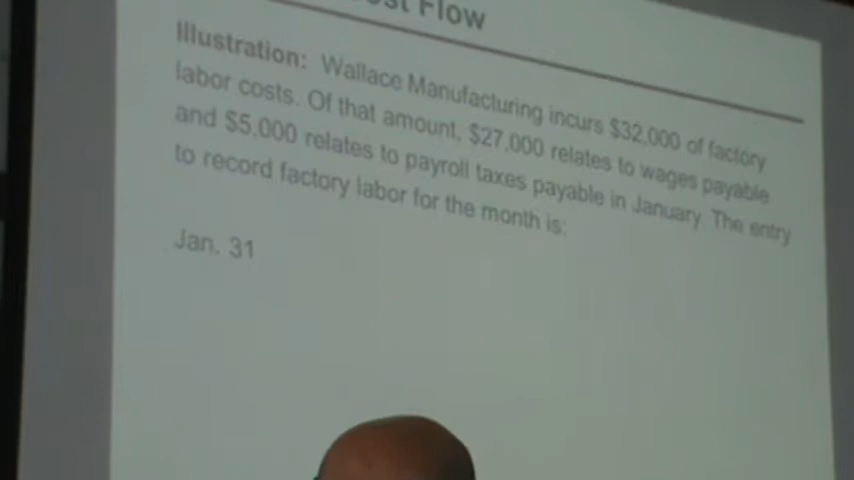 Flow
Illustration: Wallace Manufacturing incurs $32,000 of factory
labor costs. Of that amount, $27,000 relates to wages payable
and $5,000 relates to payroll taxes payable in January. The entry
to record factory labor for the month is:
Jan. 31